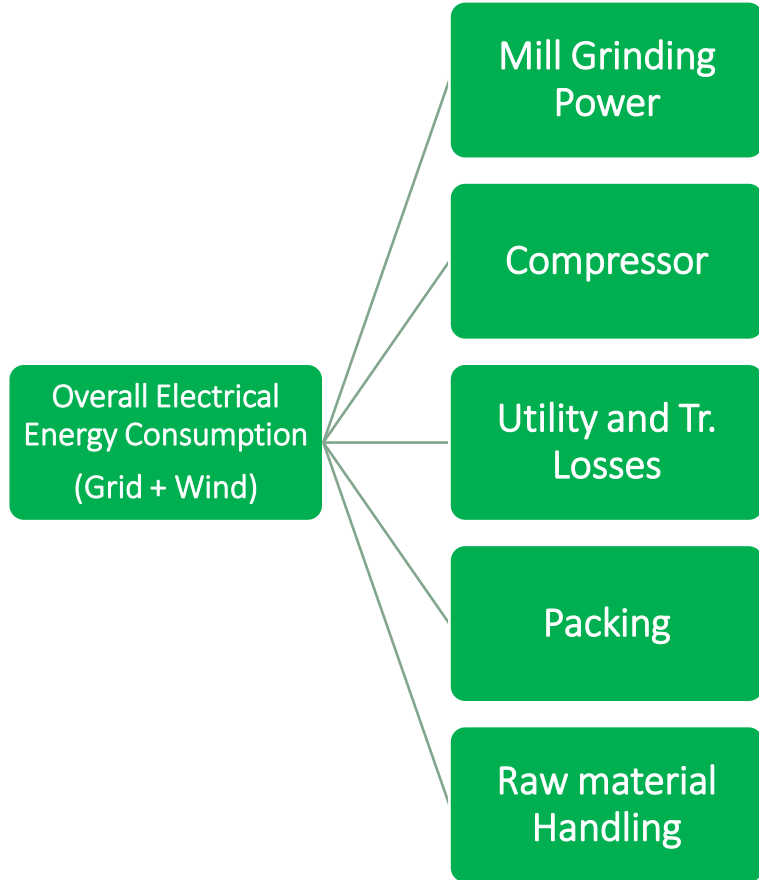 Mill Grinding
Power
Compressor
Overall Electrical
Energy Consumption
(Grid + Wind)
Utility and Tr.
Losses
Packing
Raw material
Handling